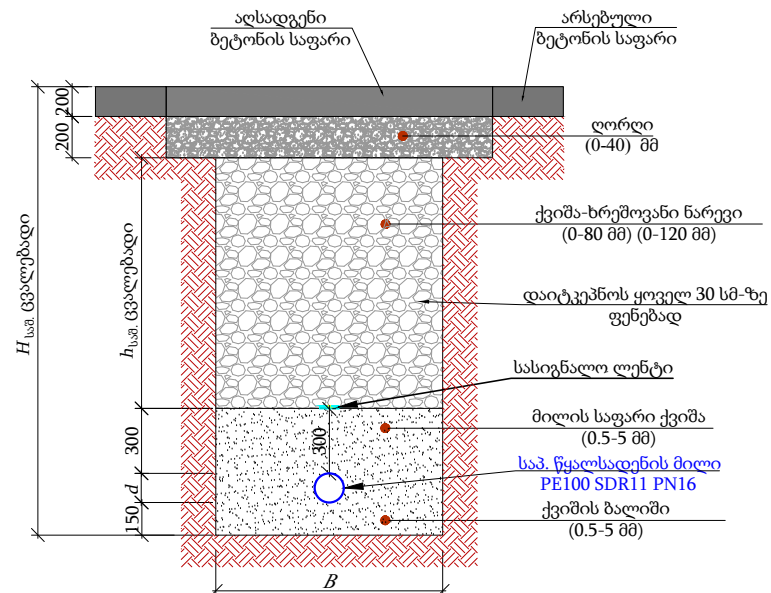 აღსადგენი
ბეტონის საფარი
არსებული
ბეტონის საფარი
200
200
ღორღი
(0-40) მმ
ქვიშა-ხრეშოვანი ნარევი
(0-80 მმ) (0-120 მმ)
Hსაშ. ცვალებადი
hსაშ. ცვალებადი
დაიტკეპნოს ყოველ 30 სმ-ზე
ფენებად
სასიგნალო ლენტი
300
300
მილის საფარი ქვიშა
(0.5-5 მმ)
საპ. წყალსადენის მილი
PE100 SDR11 PN16
d
150
ქვიშის ბალიში
(0.5-5 მმ)
B